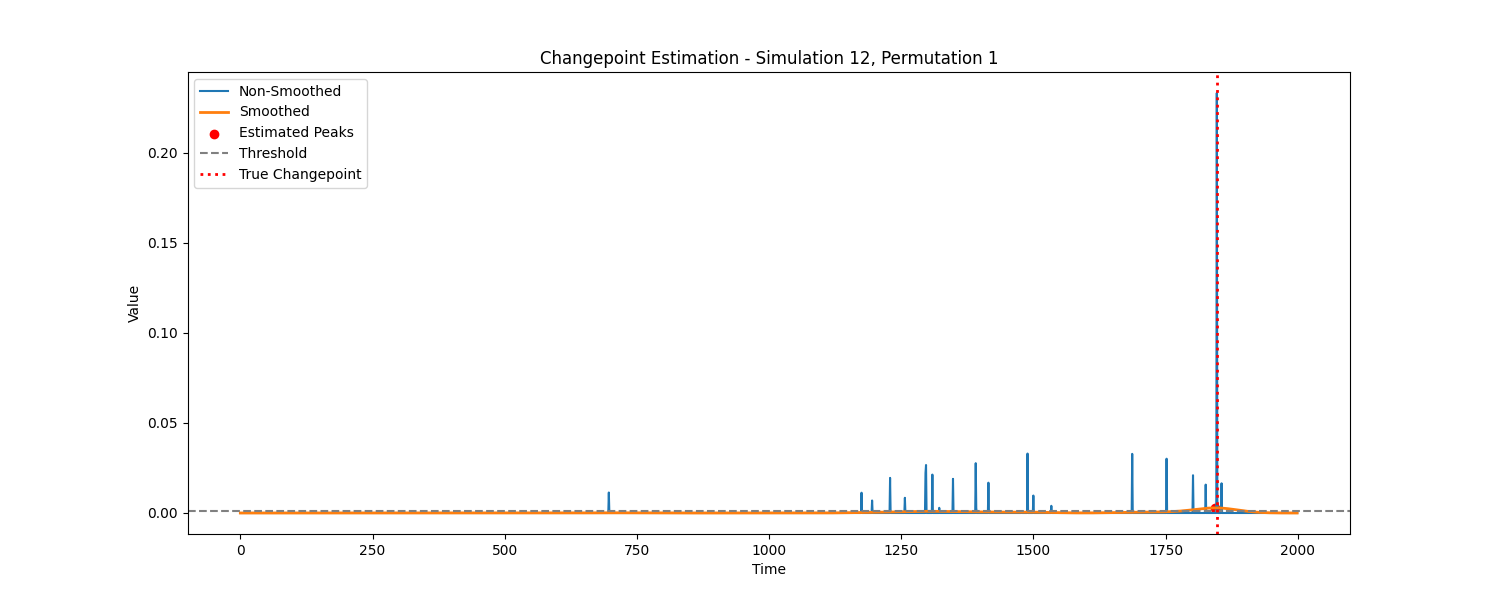 Changepoint Estimation - Simulation 12, Permutation 1
Non-Smoothed
Smoothed
Estimated Peaks
Threshold
True Changepoint
Value
0.20
0.15
0.10
0.05
0.00
0 250 500 750 1000 1250 1500 1750 2000
Time